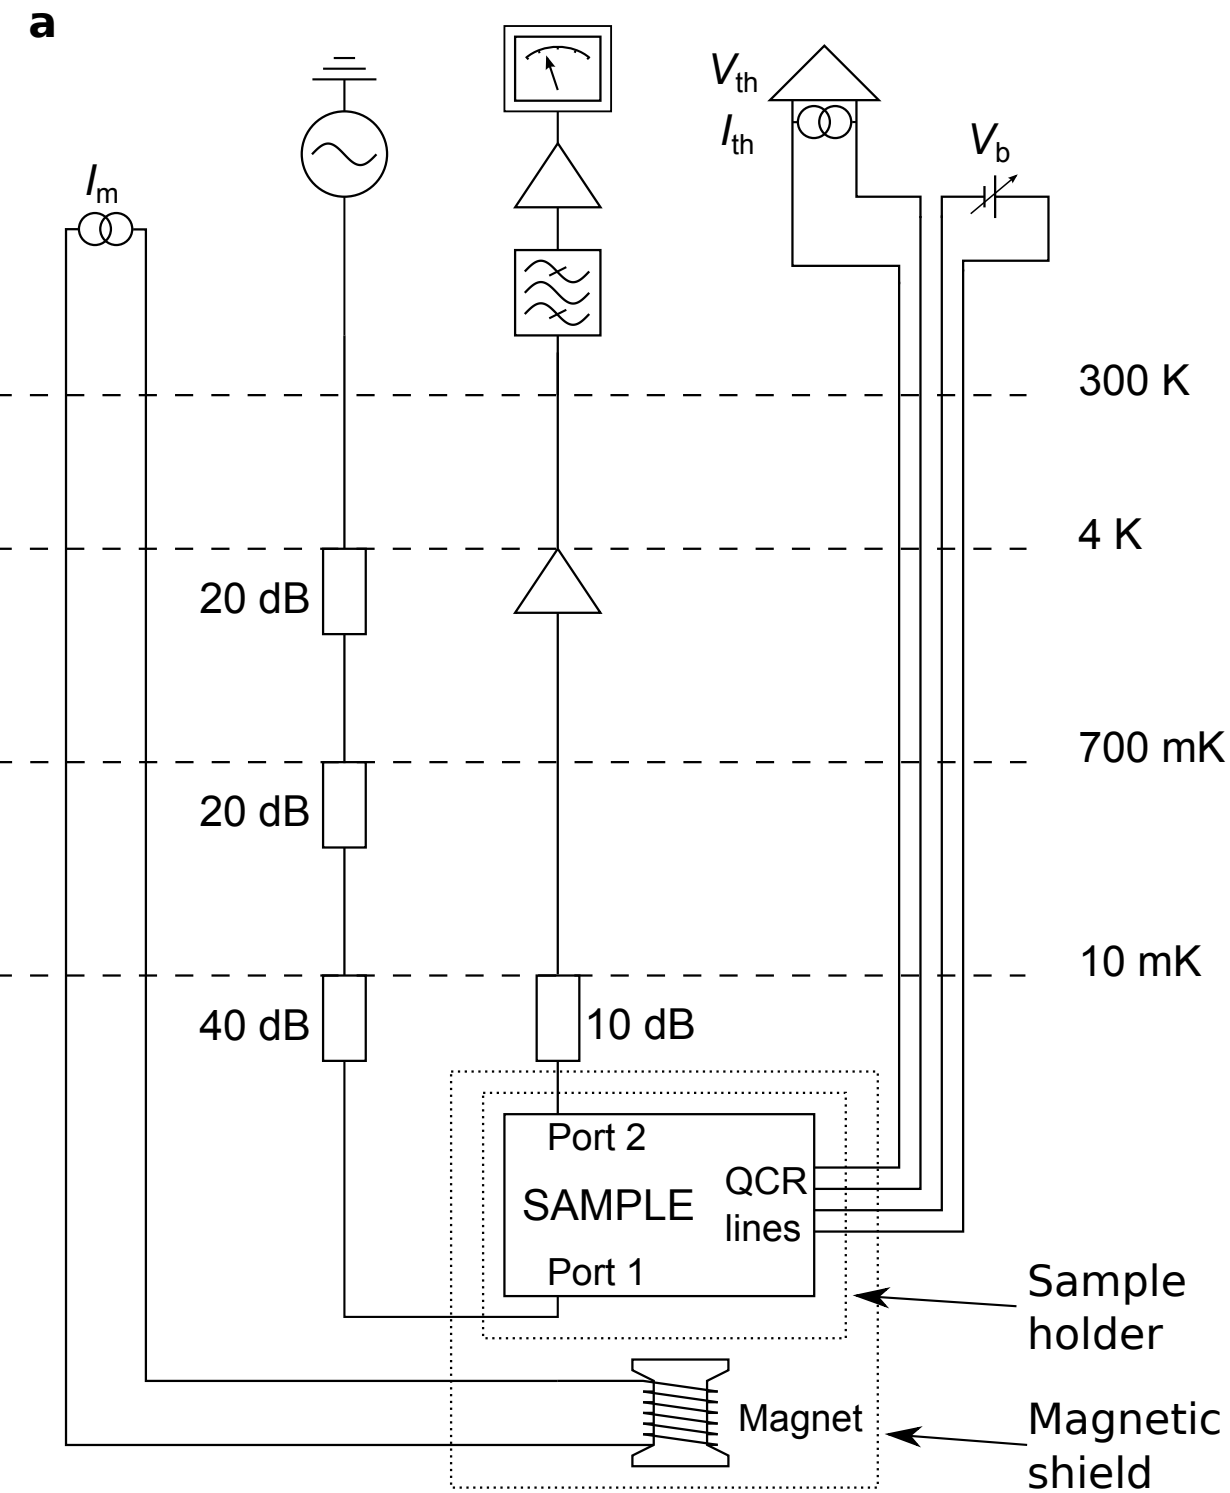 a
V_th
I_th
V_b
I_m
300 K
4 K
20 dB
700 mK
20 dB
10 mK
40 dB
10 dB
Port 2
QCR
SAMPLE
lines
Port 1
Sample
holder
Magnet
Magnetic
shield